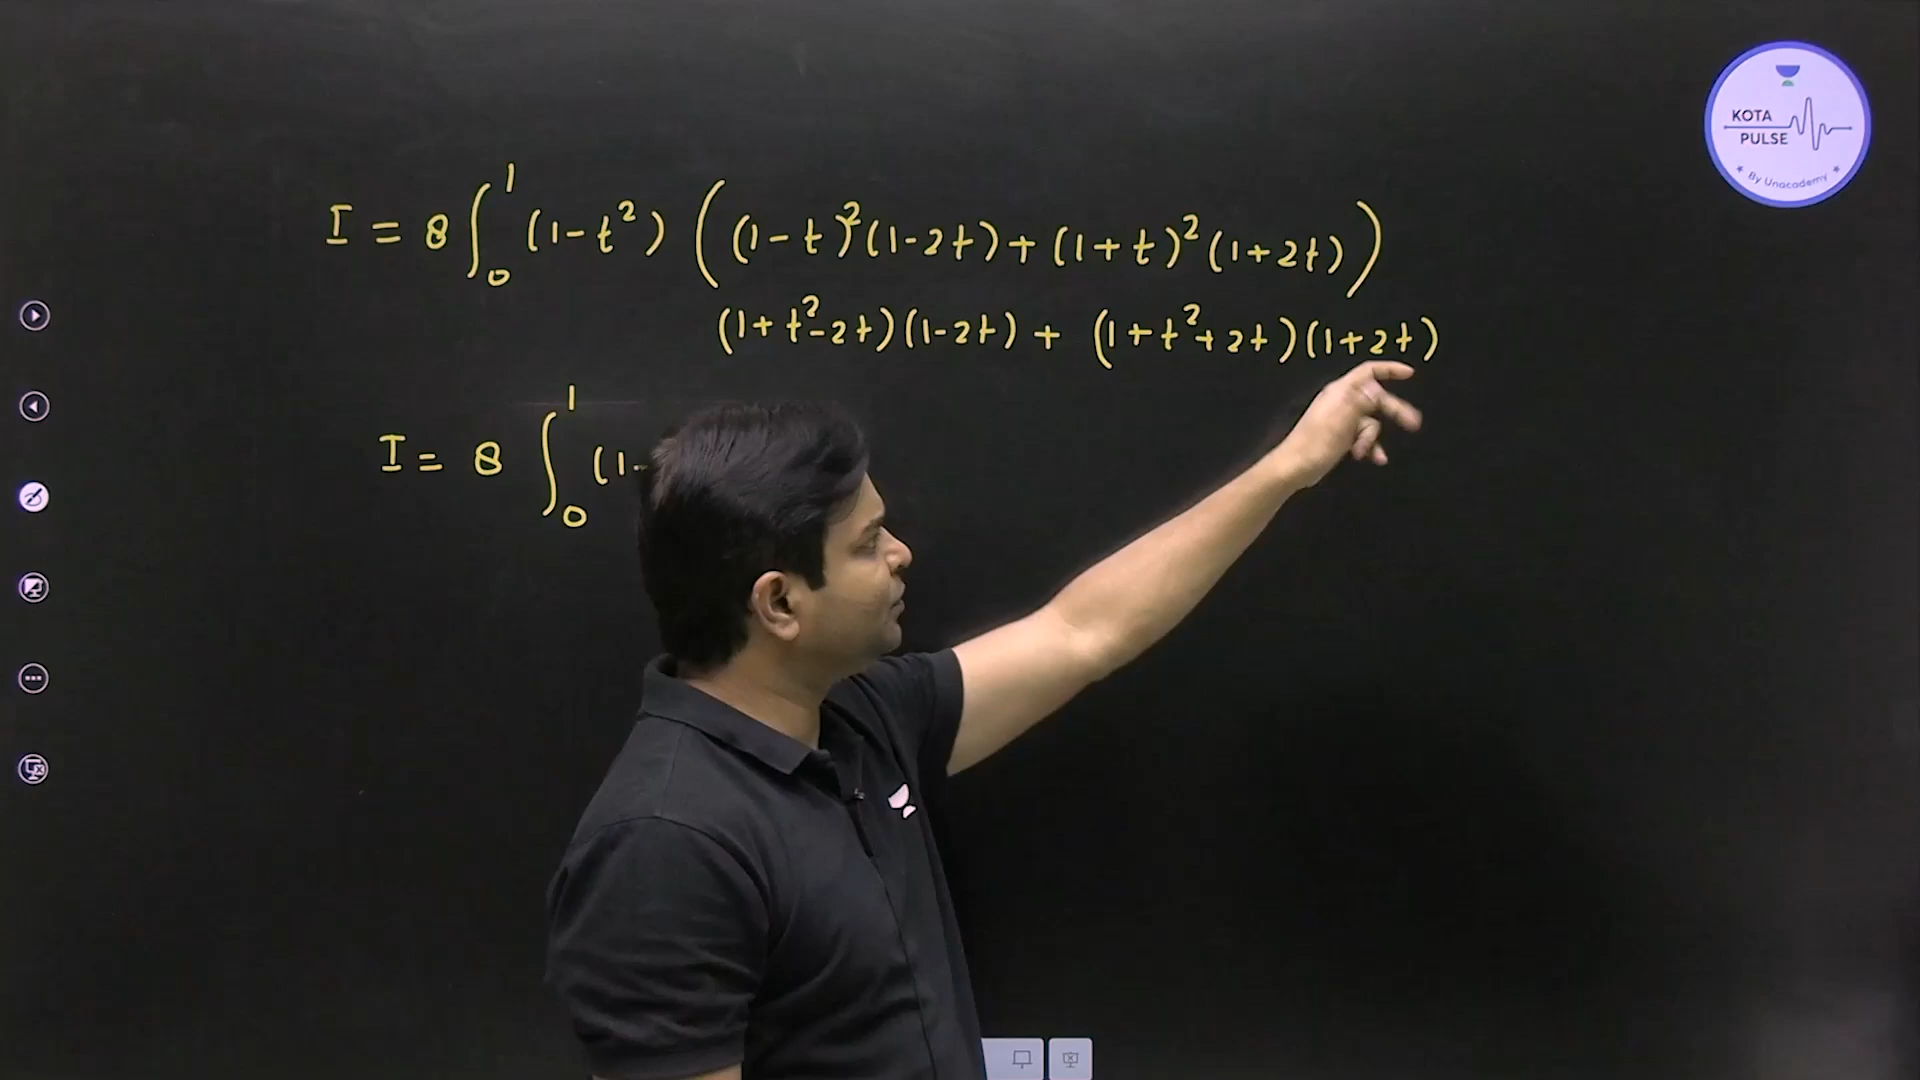 KOTA
PULSE
By Unacademy
I = 8 ∫₀¹ (1-t²) ((1-t)²(1-2t)+(1+t)²(1+2t))
(1+t²-2t)(1-2t) + (1+t²+2t)(1+2t)
I = 8 ∫₀¹ (1-